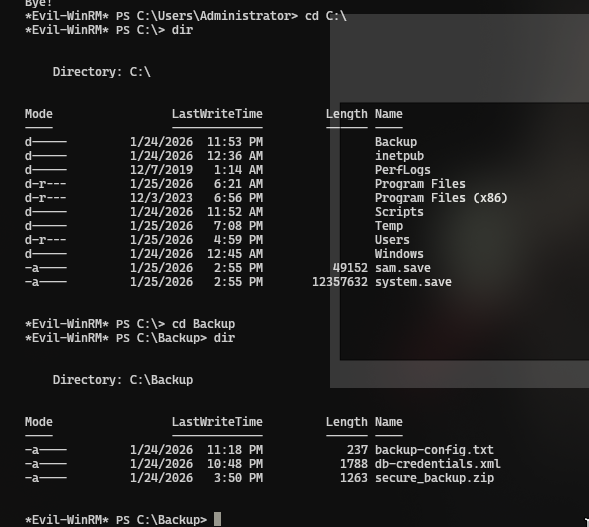 Bye!
*Evil-WinRM* PS C:\Users\Administrator> cd C:\
*Evil-WinRM* PS C:\> dir
Directory: C:\
Mode LastWriteTime Length Name
---- ------------- ------ ----
d----- 1/24/2026 11:53 PM Backup
d----- 1/24/2026 12:36 AM inetpub
d----- 12/7/2019 1:14 AM PerfLogs
d-r--- 1/25/2026 6:21 AM Program Files
d-r--- 12/3/2023 6:56 PM Program Files (x86)
d----- 1/24/2026 11:52 AM Scripts
d----- 1/25/2026 7:08 PM Temp
d-r--- 1/25/2026 4:59 PM Users
d----- 1/24/2026 12:45 AM Windows
-a---- 1/25/2026 2:55 PM 49152 sam.save
-a---- 1/25/2026 2:55 PM 12357632 system.save
*Evil-WinRM* PS C:\> cd Backup
*Evil-WinRM* PS C:\Backup> dir
Directory: C:\Backup
Mode LastWriteTime Length Name
---- ------------- ------ ----
-a---- 1/24/2026 11:18 PM 237 backup-config.txt
-a---- 1/24/2026 10:48 PM 1788 db-credentials.xml
-a---- 1/24/2026 3:50 PM 1263 secure_backup.zip
*Evil-WinRM* PS C:\Backup>